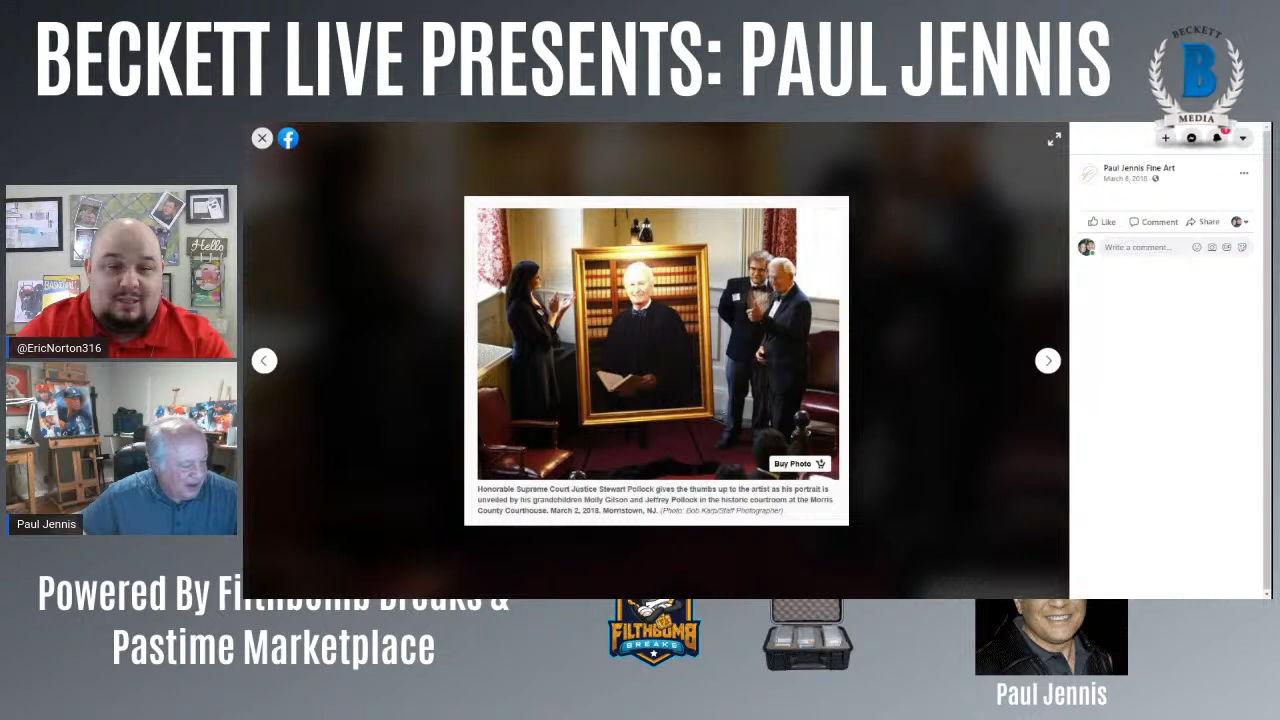 BECKETT LIVE PRESENTS: PAUL JENNIS
BECKETT
B
MEDIA
Paul Jennis Fine Art
March 6, 2018
Like Comment Share
Write a comment...
Hello
BASKETBALL
@EricNorton316
Paul Jennis
Buy Photo
Honorable Supreme Court Justice Stewart Pollock gives the thumbs up to the artist as his portrait is
unveiled by his grandchildren Molly Gilson and Jeffrey Pollock in the historic courtroom at the Morris
County Courthouse. March 2, 2018. Morristown, NJ. (Photo: Bob Karp/Staff Photographer)
Powered By Filthbomb Breaks &
Pastime Marketplace
FILTHBOMB
BREAKS
Paul Jennis